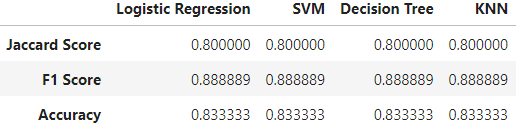 Logistic Regression SVM Decision Tree KNN
Jaccard Score 0.800000 0.800000 0.800000 0.800000
F1 Score 0.888889 0.888889 0.888889 0.888889
Accuracy 0.833333 0.833333 0.833333 0.833333